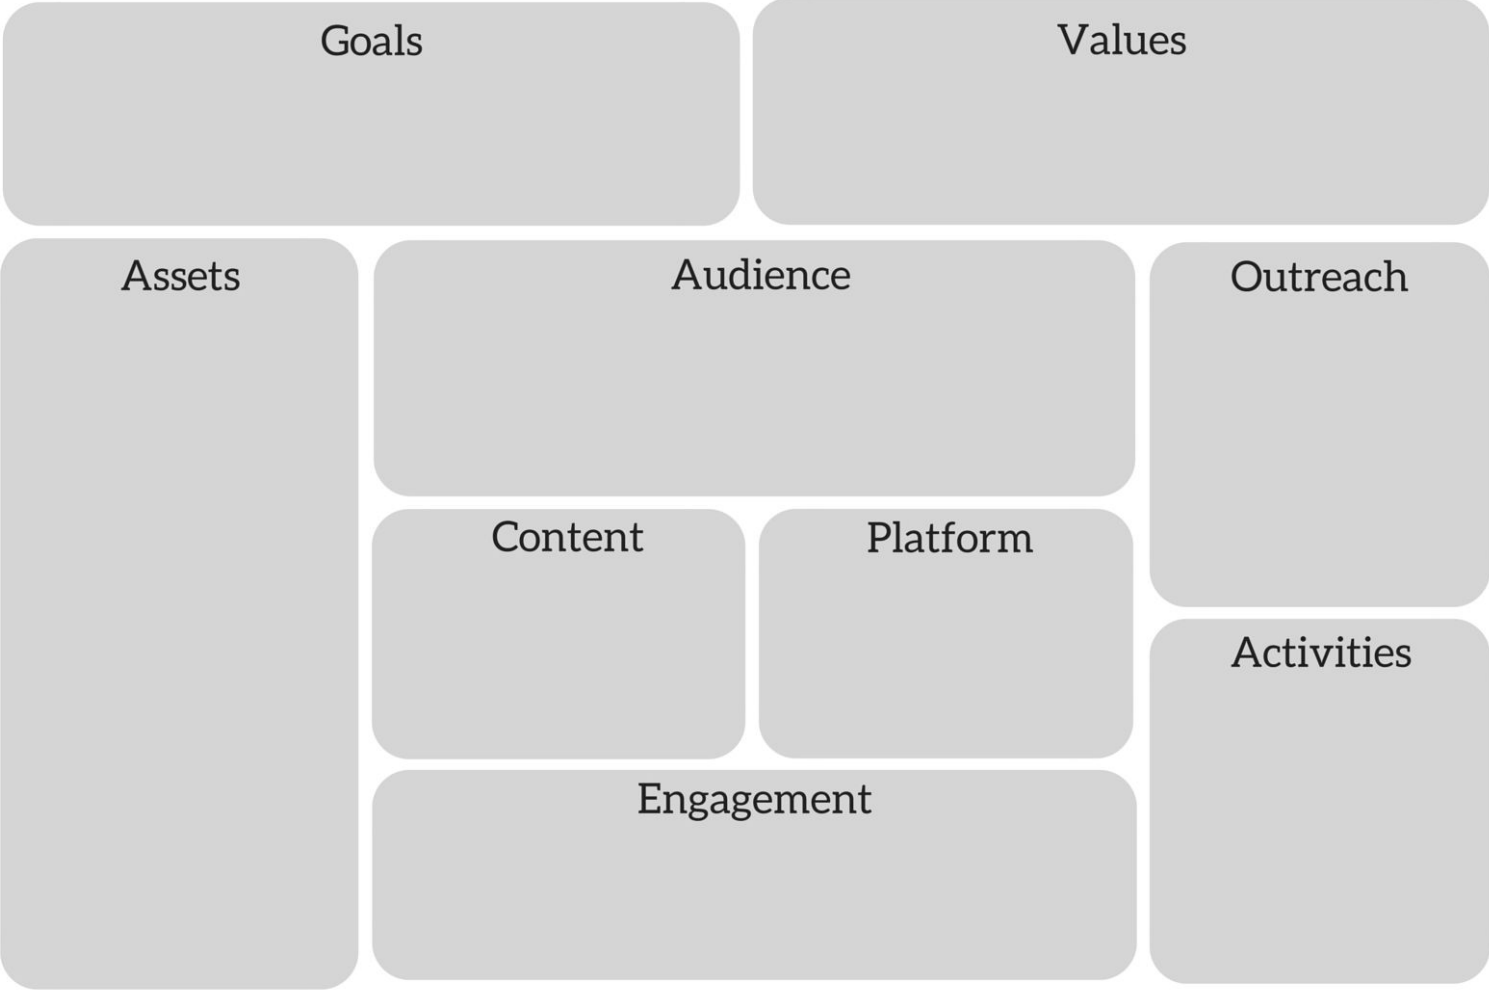 Goals
Values
Assets
Audience
Outreach
Content
Platform
Activities
Engagement